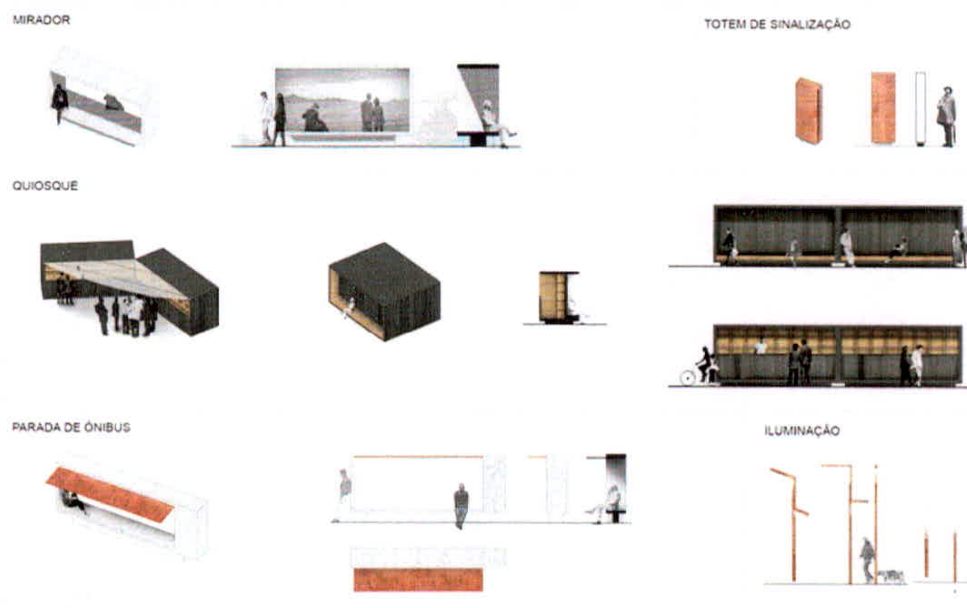 MIRADOR
TOTEM DE SINALIZAÇÃO
QUIOSQUE
PARADA DE ÔNIBUS
ILUMINAÇÃO